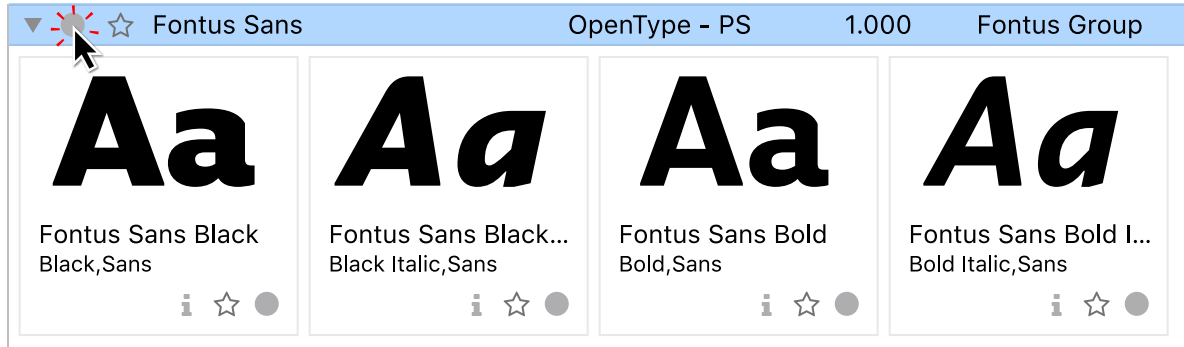 Fontus Sans OpenType - PS 1.000 Fontus Group
Aa Aa Aa Aa
Fontus Sans Black Fontus Sans Black... Fontus Sans Bold Fontus Sans Bold I...
Black,Sans Black Italic,Sans Bold,Sans Bold Italic,Sans
i i i i